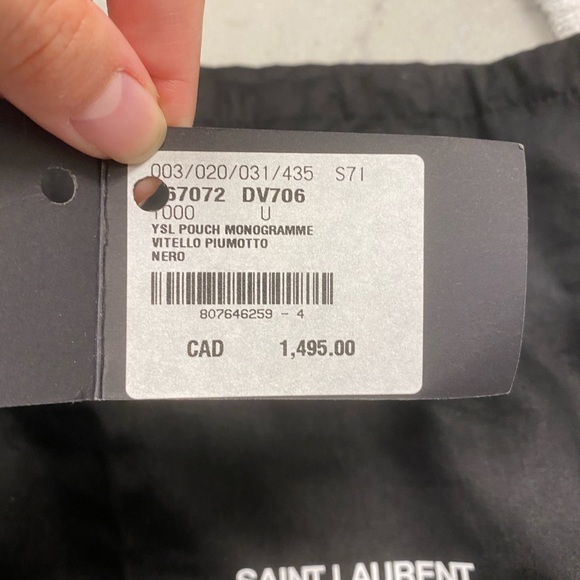 003/020/031/435 S7I
67072 DV706
1000 U
YSL POUCH MONOGRAMME
VITELLO PIUMOTTO
NERO
807646259 - 4
CAD 1,495.00
SAINT LAURENT